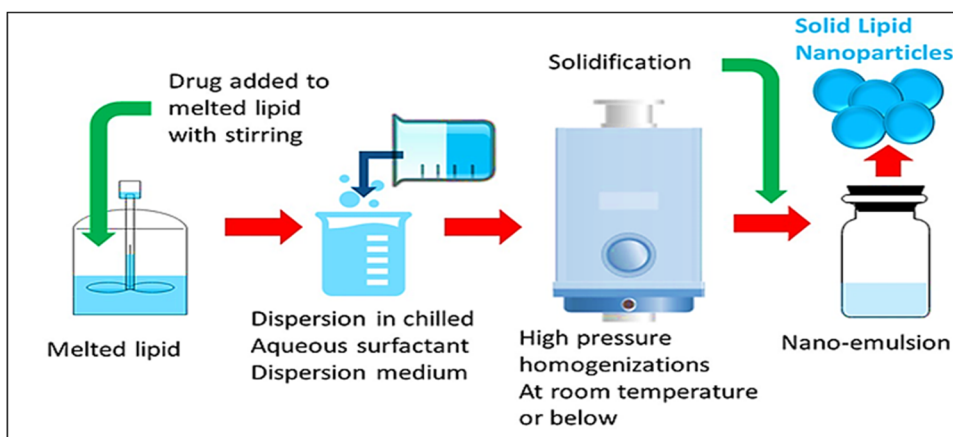 Drug added to
melted lipid
with stirring
Melted lipid
Dispersion in chilled
Aqueous surfactant
Dispersion medium
Solidification
High pressure
homogenizations
At room temperature
or below
Solid Lipid
Nanoparticles
Nano-emulsion